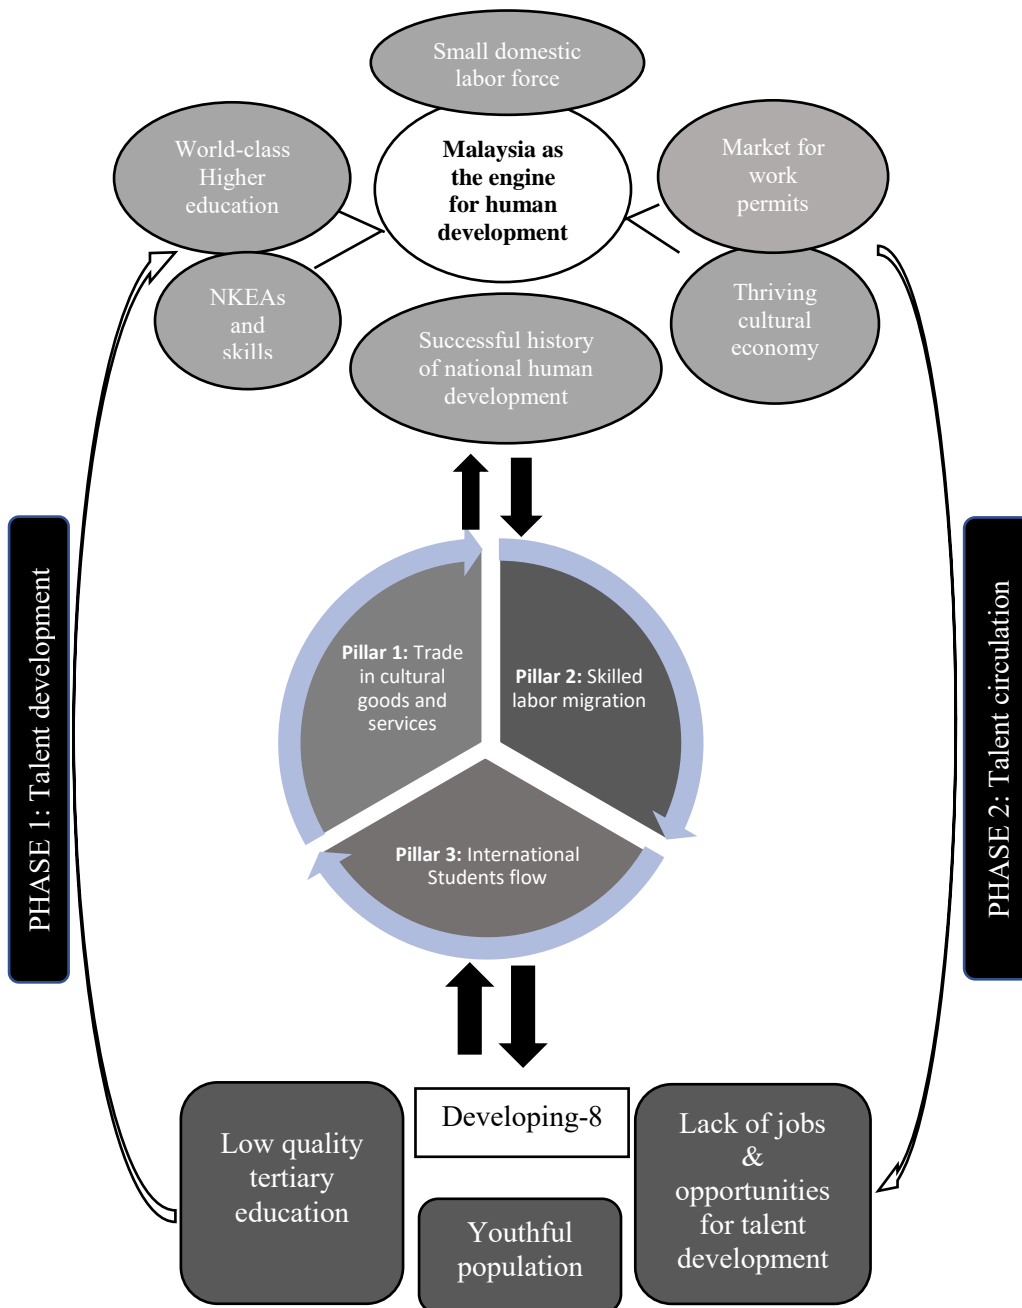 Small domestic
labor force
World-class
Higher
education
Malaysia as
the engine
for human
development
Market for
work
permits
NKEAs
and
skills
Successful history
of national human
development
Thriving
cultural
economy
PHASE 1: Talent development
Pillar 1: Trade
in cultural
goods and
services
Pillar 2: Skilled
labor migration
Pillar 3: International
Students flow
PHASE 2: Talent circulation
Low quality
tertiary
education
Developing-8
Youthful
population
Lack of jobs
&
opportunities
for talent
development